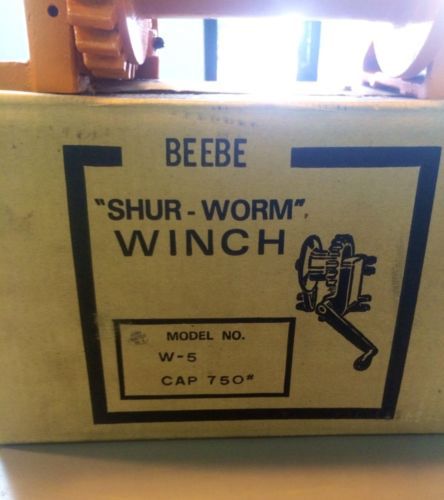 BEEBE
"SHUR-WORM"
WINCH
MODEL NO.
W-5
CAP 750#